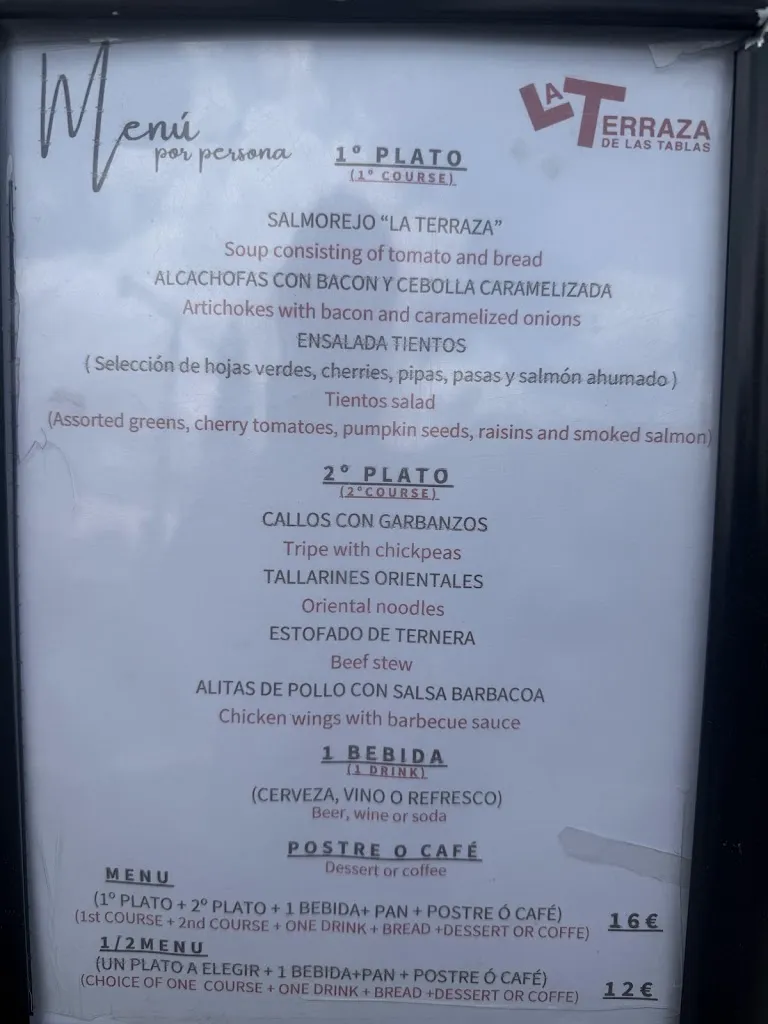 Menú
por persona
LA TERRAZA
DE LAS TABLAS
1º PLATO
(1º COURSE)
SALMOREJO “LA TERRAZA”
Soup consisting of tomato and bread
ALCACHOFAS CON BACON Y CEBOLLA CARAMELIZADA
Artichokes with bacon and caramelized onions
ENSALADA TIENTOS
( Selección de hojas verdes, cherries, pipas, pasas y salmón ahumado )
Tientos salad
(Assorted greens, cherry tomatoes, pumpkin seeds, raisins and smoked salmon)
2º PLATO
(2ºCOURSE)
CALLOS CON GARBANZOS
Tripe with chickpeas
TALLARINES ORIENTALES
Oriental noodles
ESTOFADO DE TERNERA
Beef stew
ALITAS DE POLLO CON SALSA BARBACOA
Chicken wings with barbecue sauce
1 BEBIDA
(1 DRINK)
(CERVEZA, VINO O REFRESCO)
Beer, wine or soda
POSTRE O CAFÉ
Dessert or coffee
MENU
(1º PLATO + 2º PLATO + 1 BEBIDA+ PAN + POSTRE Ó CAFÉ)
(1st COURSE + 2nd COURSE + ONE DRINK + BREAD +DESSERT OR COFFE)
16€
1/2MENU
(UN PLATO A ELEGIR + 1 BEBIDA+PAN + POSTRE Ó CAFÉ)
(CHOICE OF ONE COURSE + ONE DRINK + BREAD +DESSERT OR COFFE)
12€